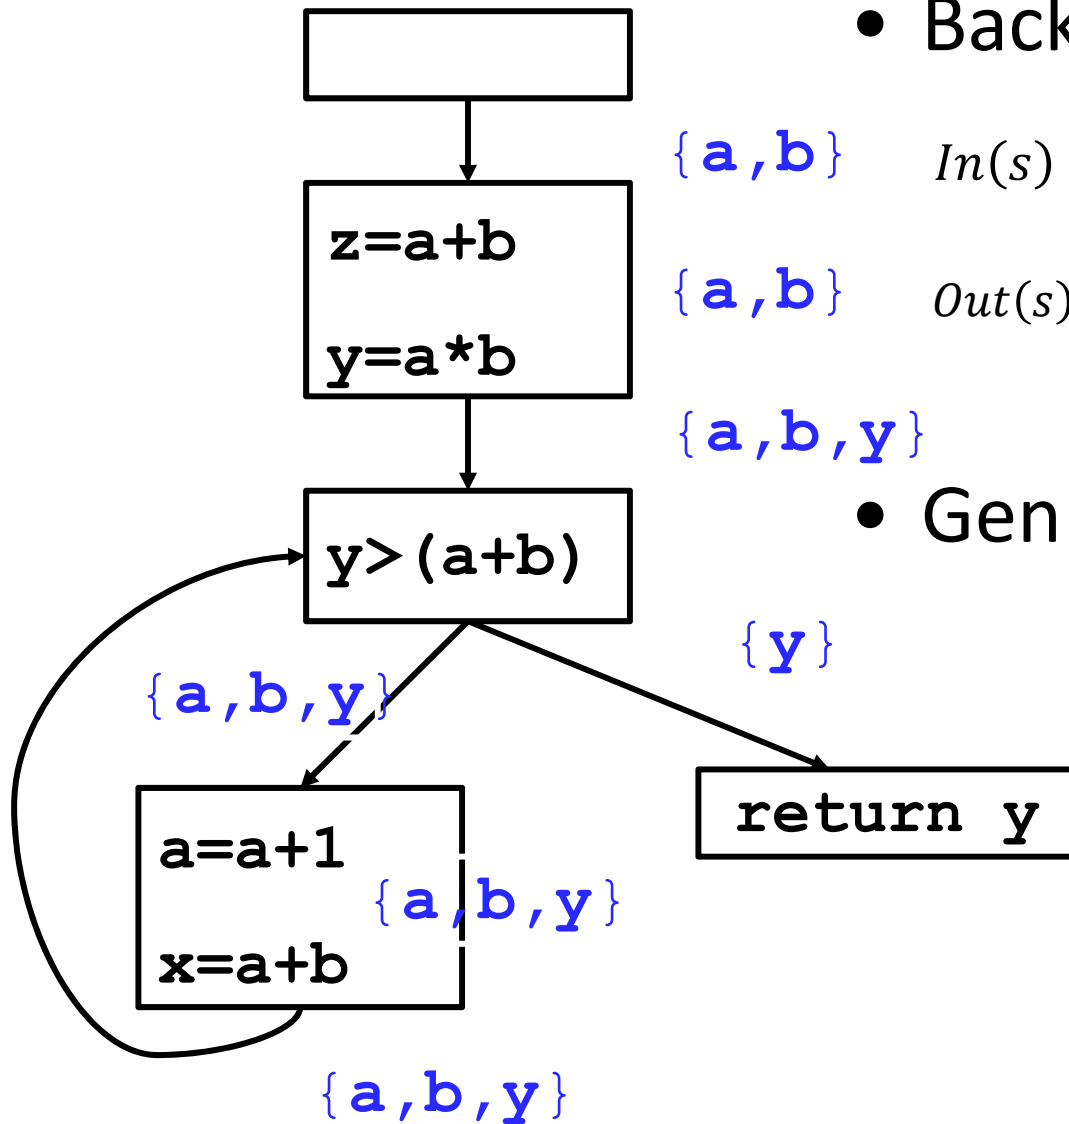 • Back
{a,b}
In(s)
z=a+b
{a,b}
Out(s)
y=a*b
{a,b,y}
• Gen
y>(a+b)
{y}
{a,b,y}
return y
a=a+1
{a,b,y}
x=a+b
{a,b,y}